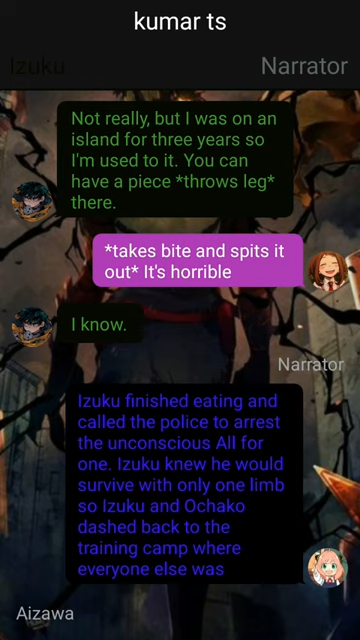 kumar ts
Izuku
Narrator
Not really, but I was on an
island for three years so
I'm used to it. You can
have a piece *throws leg*
there.
*takes bite and spits it
out* It's horrible
I know.
Narrator
Izuku finished eating and
called the police to arrest
the unconscious All for
one. Izuku knew he would
survive with only one limb
so Izuku and Ochako
dashed back to the
training camp where
everyone else was
Aizawa